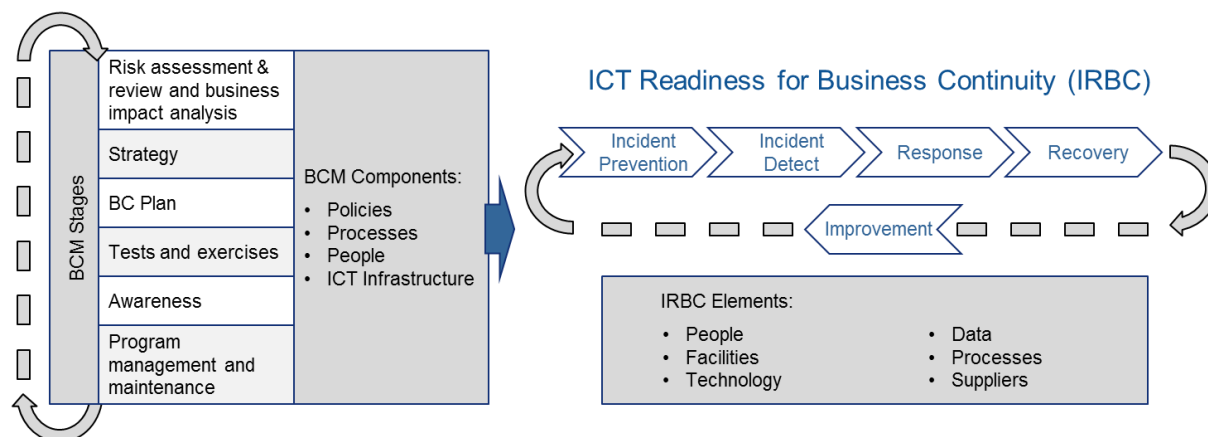 BCM Stages
Risk assessment &
review and business
impact analysis
Strategy
BC Plan
Tests and exercises
Awareness
Program
management and
maintenance
BCM Components:
• Policies
• Processes
• People
• ICT Infrastructure
ICT Readiness for Business Continuity (IRBC)
Incident
Prevention
Incident
Detect
Response
Recovery
Improvement
IRBC Elements:
• People
• Facilities
• Technology
• Data
• Processes
• Suppliers